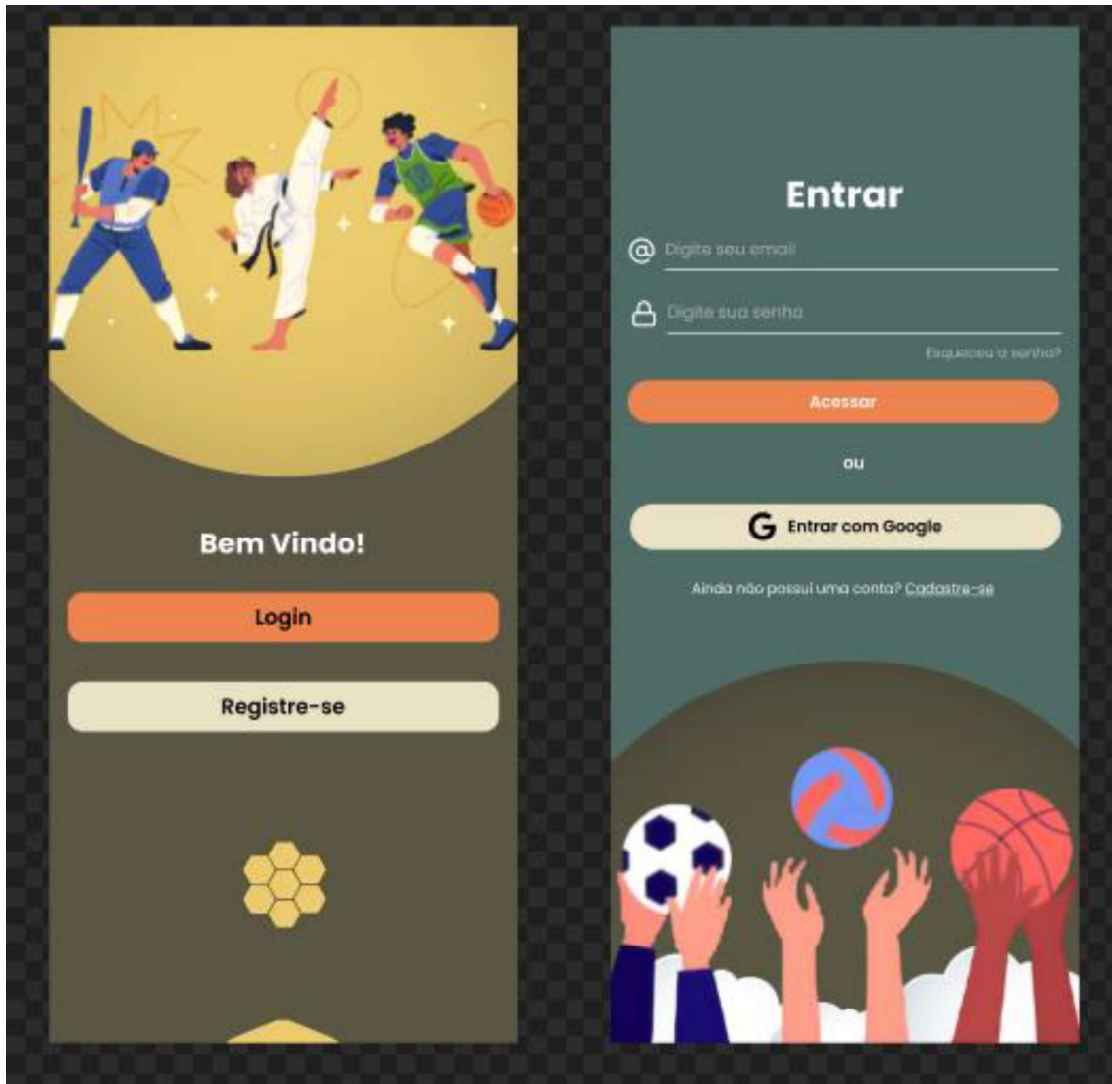 Bem Vindo!
Login
Registre-se
Entrar
Digite seu email
Digite sua senha
Esqueceu a senha?
Acessar
ou
G Entrar com Google
Ainda não possui uma conta? Cadastre-se